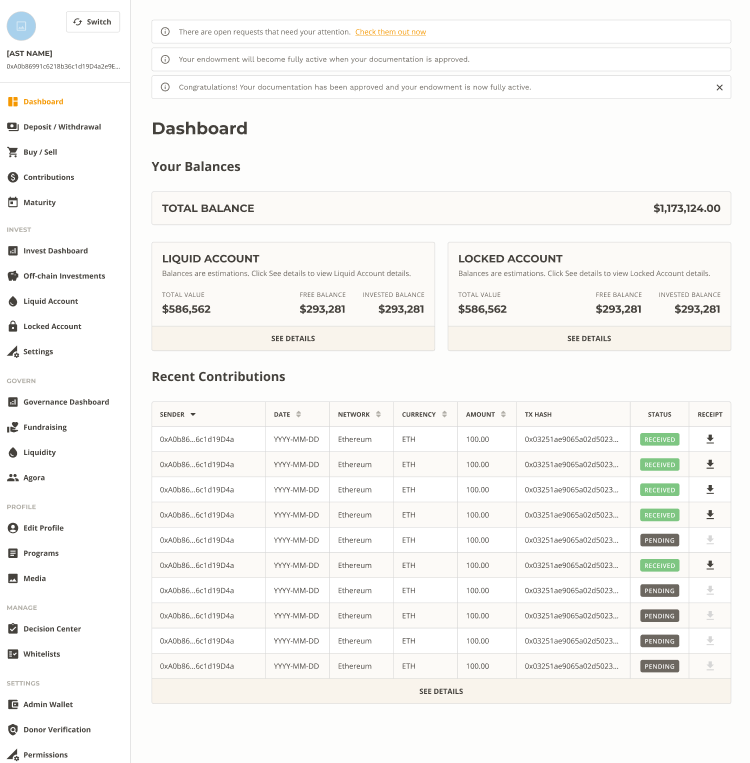 Switch
[AST NAME]
0xA0b86991c6218b36c1d19D4a2e9E...
Dashboard
Deposit / Withdrawal
Buy / Sell
Contributions
Maturity
INVEST
Invest Dashboard
Off-chain Investments
Liquid Account
Locked Account
Settings
GOVERN
Governance Dashboard
Fundraising
Liquidity
Agora
PROFILE
Edit Profile
Programs
Media
MANAGE
Decision Center
Whitelists
SETTINGS
Admin Wallet
Donor Verification
Permissions
There are open requests that need your attention. Check them out now
Your endowment will become fully active when your documentation is approved.
Congratulations! Your documentation has been approved and your endowment is now fully active.
Dashboard
Your Balances
TOTAL BALANCE $1,173,124.00
LIQUID ACCOUNT
Balances are estimations. Click See details to view Liquid Account details.
TOTAL VALUE FREE BALANCE INVESTED BALANCE
$586,562 $293,281 $293,281
SEE DETAILS
LOCKED ACCOUNT
Balances are estimations. Click See details to view Locked Account details.
TOTAL VALUE FREE BALANCE INVESTED BALANCE
$586,562 $293,281 $293,281
SEE DETAILS
Recent Contributions
SENDER DATE NETWORK CURRENCY AMOUNT TX HASH STATUS RECEIPT
0xA0b86...6c1d19D4a YYYY-MM-DD Ethereum ETH 100.00 0x03251ae9065a02d5023... RECEIVED
0xA0b86...6c1d19D4a YYYY-MM-DD Ethereum ETH 100.00 0x03251ae9065a02d5023... RECEIVED
0xA0b86...6c1d19D4a YYYY-MM-DD Ethereum ETH 100.00 0x03251ae9065a02d5023... RECEIVED
0xA0b86...6c1d19D4a YYYY-MM-DD Ethereum ETH 100.00 0x03251ae9065a02d5023... RECEIVED
0xA0b86...6c1d19D4a YYYY-MM-DD Ethereum ETH 100.00 0x03251ae9065a02d5023... PENDING
0xA0b86...6c1d19D4a YYYY-MM-DD Ethereum ETH 100.00 0x03251ae9065a02d5023... RECEIVED
0xA0b86...6c1d19D4a YYYY-MM-DD Ethereum ETH 100.00 0x03251ae9065a02d5023... PENDING
0xA0b86...6c1d19D4a YYYY-MM-DD Ethereum ETH 100.00 0x03251ae9065a02d5023... PENDING
0xA0b86...6c1d19D4a YYYY-MM-DD Ethereum ETH 100.00 0x03251ae9065a02d5023... PENDING
0xA0b86...6c1d19D4a YYYY-MM-DD Ethereum ETH 100.00 0x03251ae9065a02d5023... PENDING
SEE DETAILS